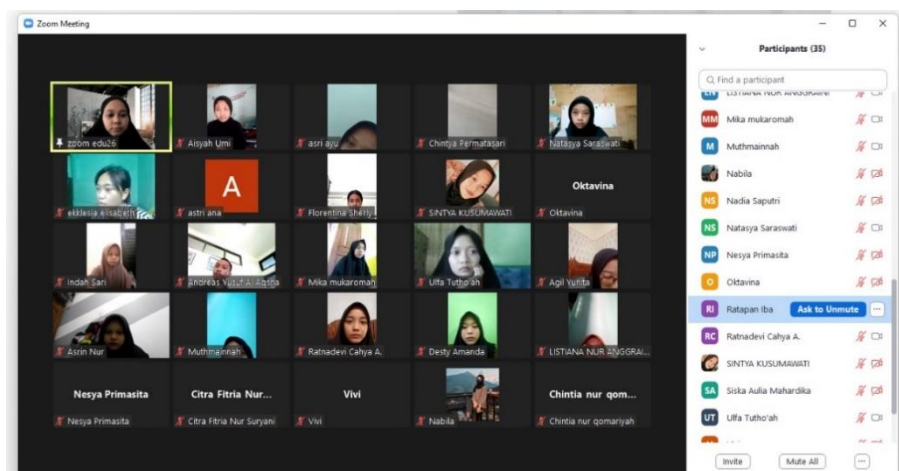 Zoom Meeting
Participants (35)
Find a participant
zoom edu26
Aisyah Umi
asri ayu
Chintya Permatasari
Natasya Saraswati
ekklesia elisabeth
A
astri ana
Florentina Sherly
SINTYA KUSUMAWATI
Oktavina
Oktavina
Indah Sari
Andreas Yusuf Al Aqsha
Mika mukaromah
Ulfa Tutho'ah
Agil Yunita
Asrin Nur
Muthmainnah
Ratnadevi Cahya A.
Desty Amanda
LISTIANA NUR ANGGRAI...
Nesya Primasita
Citra Fitria Nur...
Vivi
Chintia nur qom...
Nesya Primasita
Citra Fitria Nur Suryani
Vivi
Nabila
Chintia nur qomariyah
LISTIANA NUR ANGGRAINI
MM Mika mukaromah
M Muthmainnah
Nabila
NS Nadia Saputri
NS Natasya Saraswati
NP Nesya Primasita
O Oktavina
RI Ratapan Iba Ask to Unmute
RC Ratnadevi Cahya A.
SINTYA KUSUMAWATI
SA Siska Aulia Mahardika
UT Ulfa Tutho'ah
Invite Mute All